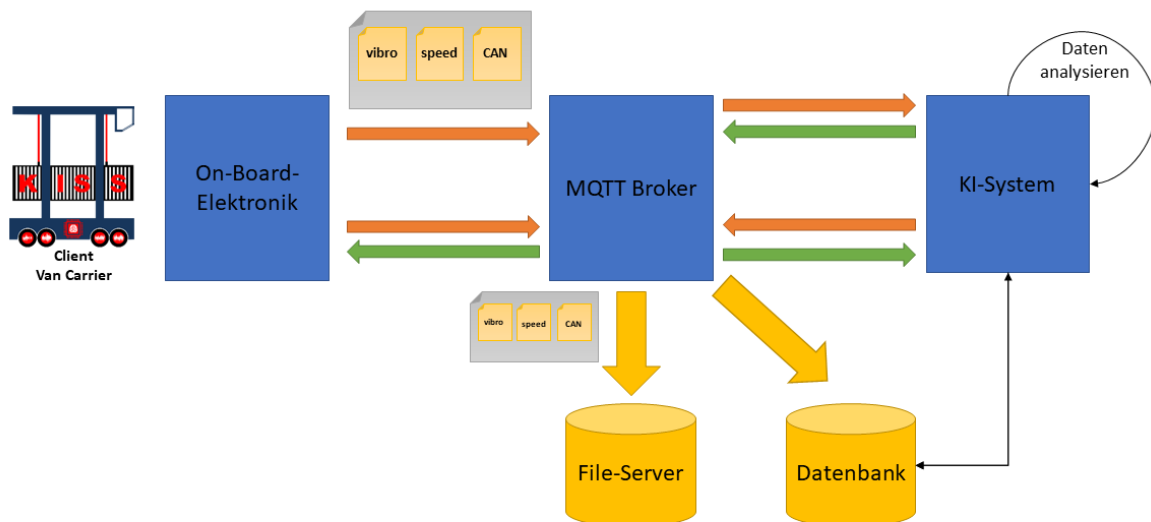 vibro
speed
CAN
Daten
analysieren
KISS
On-Board-
Elektronik
MQTT Broker
KI-System
Client
Van Carrier
vibro
speed
CAN
File-Server
Datenbank